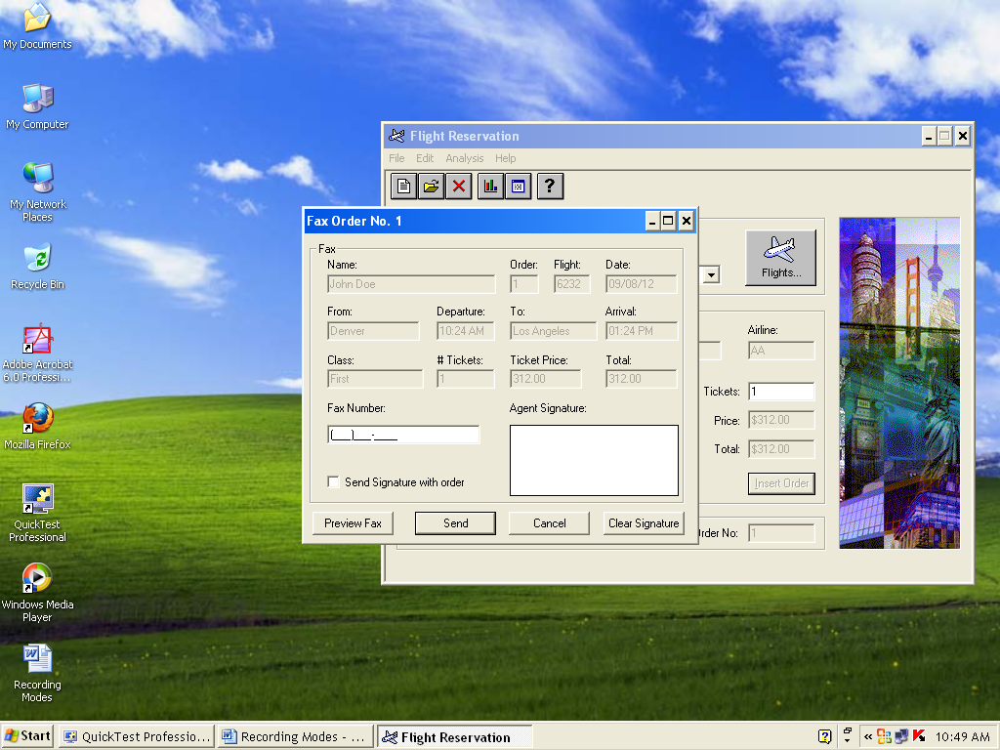 My Documents
My Computer
My Network
Places
Recycle Bin
Adobe Acrobat
6.0 Professi...
Mozilla Firefox
QuickTest
Professional
Windows Media
Player
Recording
Modes
Flight Reservation
File Edit Analysis Help
?
Flights...
Airline:
AA
Tickets: 1
Price: $312.00
Total: $312.00
Insert Order
rder No: 1
Fax Order No. 1
Fax
Name: Order: Flight: Date:
John Doe 1 6232 09/08/12
From: Departure: To: Arrival:
Denver 10:24 AM Los Angeles 01:24 PM
Class: # Tickets: Ticket Price: Total:
First 1 312.00 312.00
Fax Number: Agent Signature:
(___)___-____
Send Signature with order
Preview Fax Send Cancel Clear Signature
Start QuickTest Professio... Recording Modes - ... Flight Reservation ? « 10:49 AM